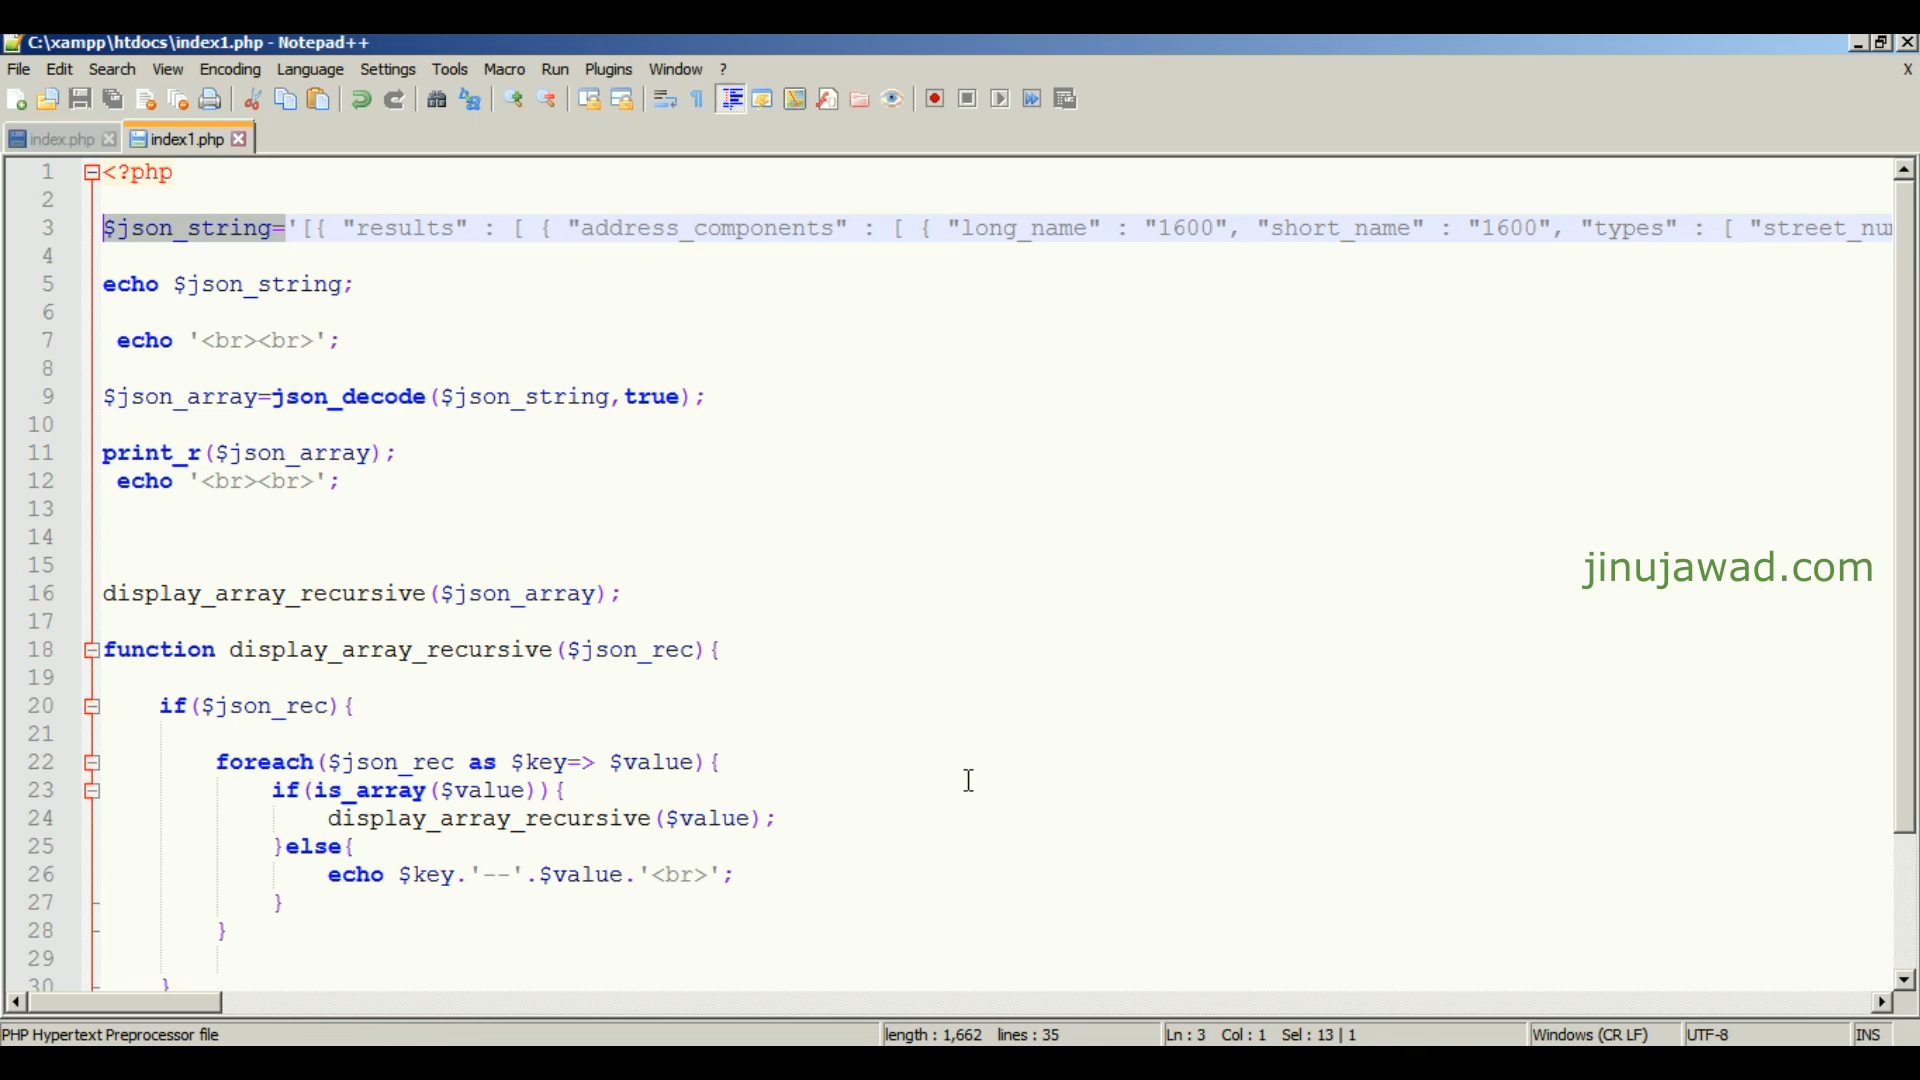 C:\xampp\htdocs\index1.php - Notepad++
File Edit Search View Encoding Language Settings Tools Macro Run Plugins Window ? X
index.php index1.php
1 <?php
2
3 $json_string='[{ "results" : [ { "address_components" : [ { "long_name" : "1600", "short_name" : "1600", "types" : [ "street_nu
4
5 echo $json_string;
6
7 echo '<br><br>';
8
9 $json_array=json_decode($json_string,true);
10
11 print_r($json_array);
12 echo '<br><br>';
13
14
15
jinujawad.com
16 display_array_recursive($json_array);
17
18 function display_array_recursive($json_rec){
19
20 if($json_rec){
21
22 foreach($json_rec as $key=> $value){
23 if(is_array($value)){
24 display_array_recursive($value);
25 }else{
26 echo $key.'--'.$value.'<br>';
27 }
28 }
29
30 }
PHP Hypertext Preprocessor file length : 1,662 lines : 35 Ln : 3 Col : 1 Sel : 13 | 1 Windows (CR LF) UTF-8 INS